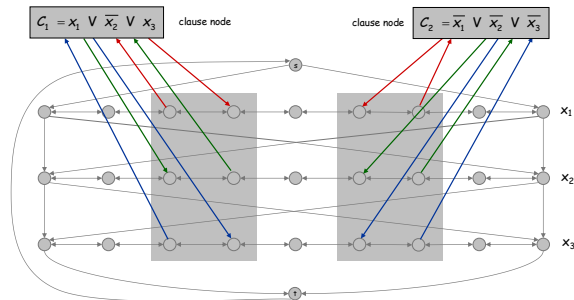 C₁ = x₁ V x̅₂ V x₃ clause node clause node C₂ = x̅₁ V x̅₂ V x̅₃
s
x₁
x₂
x₃
t